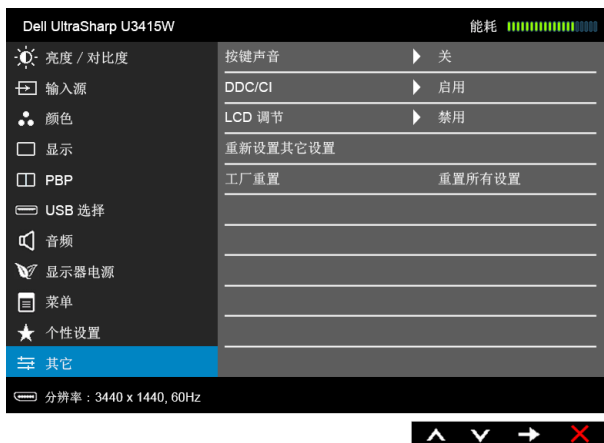 Dell UltraSharp U3415W 能耗
亮度 / 对比度 按键声音 关
输入源 DDC/CI 启用
颜色 LCD 调节 禁用
显示 重新设置其它设置
PBP 工厂重置 重置所有设置
USB 选择
音频
显示器电源
菜单
个性设置
其它
分辨率：3440 x 1440, 60Hz